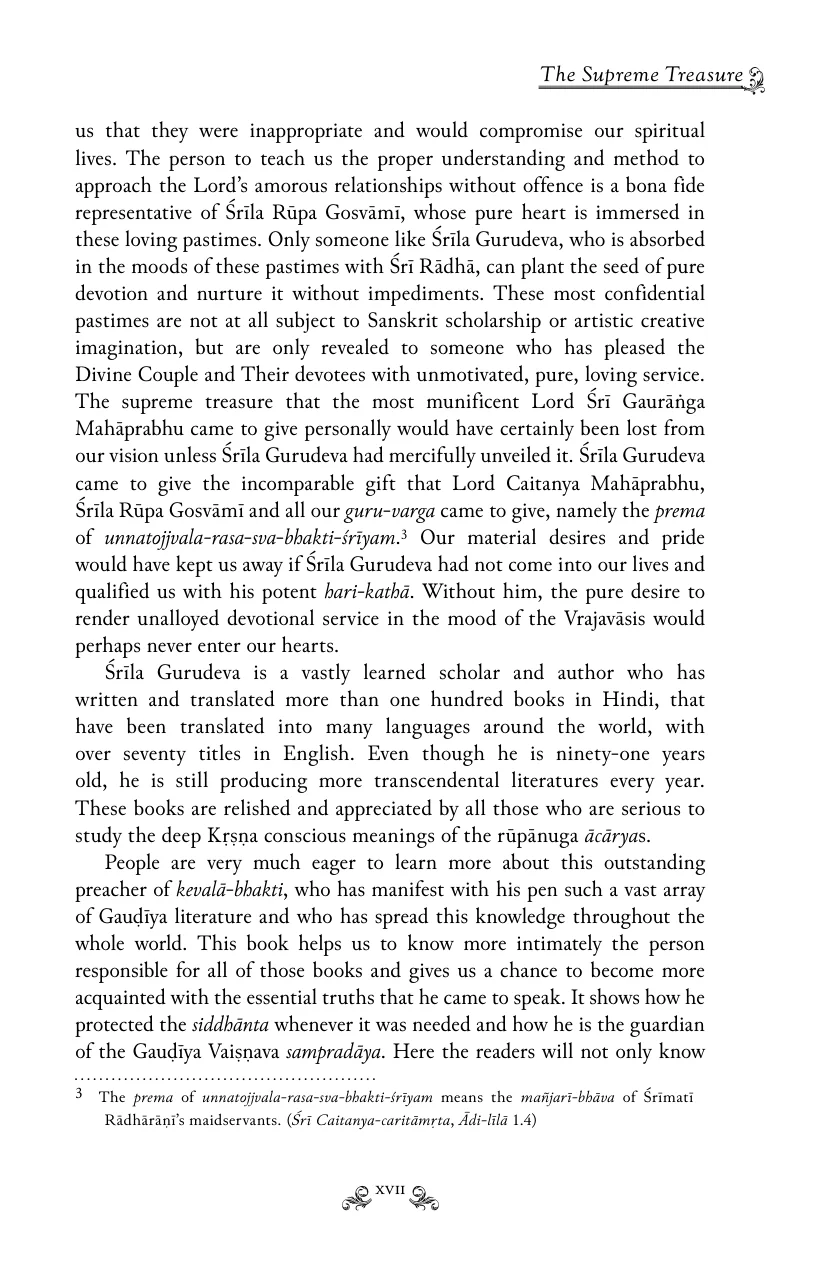 The Supreme Treasure
us that they were inappropriate and would compromise our spiritual
lives. The person to teach us the proper understanding and method to
approach the Lord’s amorous relationships without offence is a bona fide
representative of Śrīla Rūpa Gosvāmī, whose pure heart is immersed in
these loving pastimes. Only someone like Śrīla Gurudeva, who is absorbed
in the moods of these pastimes with Śrī Rādhā, can plant the seed of pure
devotion and nurture it without impediments. These most confidential
pastimes are not at all subject to Sanskrit scholarship or artistic creative
imagination, but are only revealed to someone who has pleased the
Divine Couple and Their devotees with unmotivated, pure, loving service.
The supreme treasure that the most munificent Lord Śrī Gaurāṅga
Mahāprabhu came to give personally would have certainly been lost from
our vision unless Śrīla Gurudeva had mercifully unveiled it. Śrīla Gurudeva
came to give the incomparable gift that Lord Caitanya Mahāprabhu,
Śrīla Rūpa Gosvāmī and all our guru-varga came to give, namely the prema
of unnatojjvala-rasa-sva-bhakti-śrīyam.³ Our material desires and pride
would have kept us away if Śrīla Gurudeva had not come into our lives and
qualified us with his potent hari-kathā. Without him, the pure desire to
render unalloyed devotional service in the mood of the Vrajavāsis would
perhaps never enter our hearts.
Śrīla Gurudeva is a vastly learned scholar and author who has
written and translated more than one hundred books in Hindi, that
have been translated into many languages around the world, with
over seventy titles in English. Even though he is ninety-one years
old, he is still producing more transcendental literatures every year.
These books are relished and appreciated by all those who are serious to
study the deep Kṛṣṇa conscious meanings of the rūpānuga ācāryas.
People are very much eager to learn more about this outstanding
preacher of kevalā-bhakti, who has manifest with his pen such a vast array
of Gauḍīya literature and who has spread this knowledge throughout the
whole world. This book helps us to know more intimately the person
responsible for all of those books and gives us a chance to become more
acquainted with the essential truths that he came to speak. It shows how he
protected the siddhānta whenever it was needed and how he is the guardian
of the Gauḍīya Vaiṣṇava sampradāya. Here the readers will not only know
3 The prema of unnatojjvala-rasa-sva-bhakti-śrīyam means the mañjarī-bhāva of Śrīmatī
Rādhārāṇī’s maidservants. (Śrī Caitanya-caritāmṛta, Ādi-līlā 1.4)
XVII